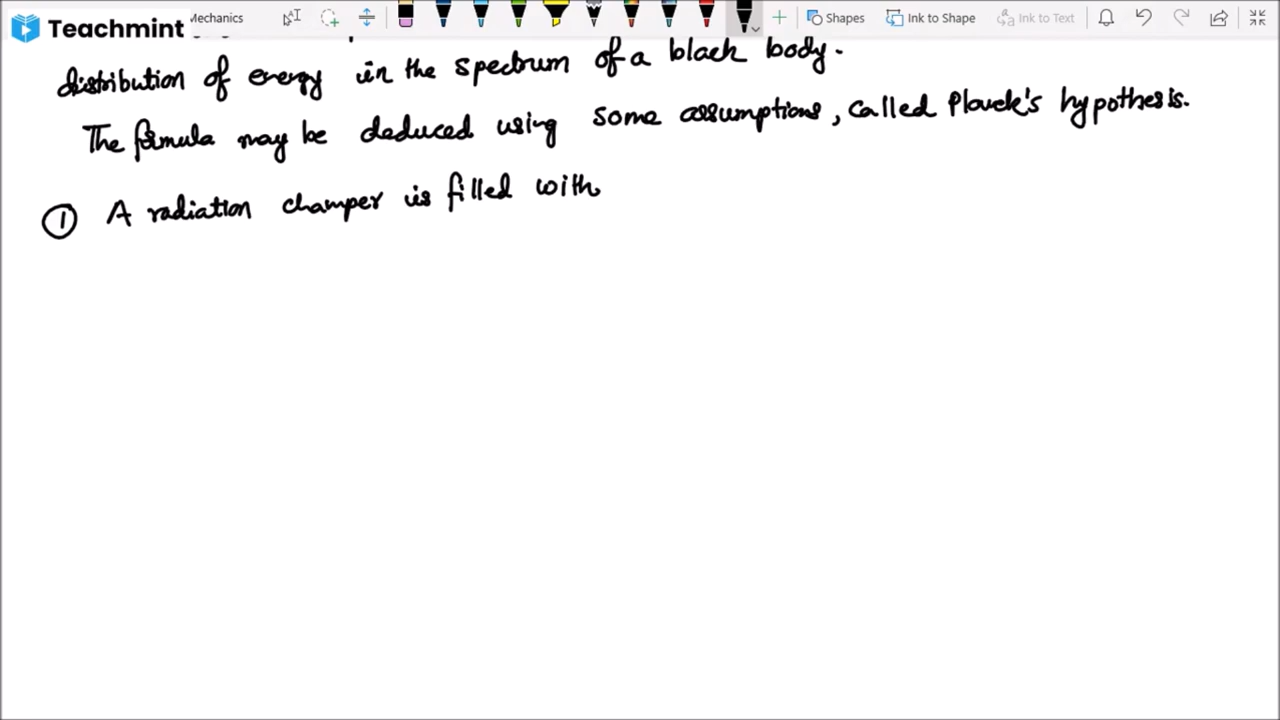 Teachmint
Mechanics
Shapes
Ink to Shape
Ink to Text
distribution of energy in the spectrum of a black body.
The formula may be deduced using some assumptions, called Planck's hypothesis.
① A radiation champer is filled with